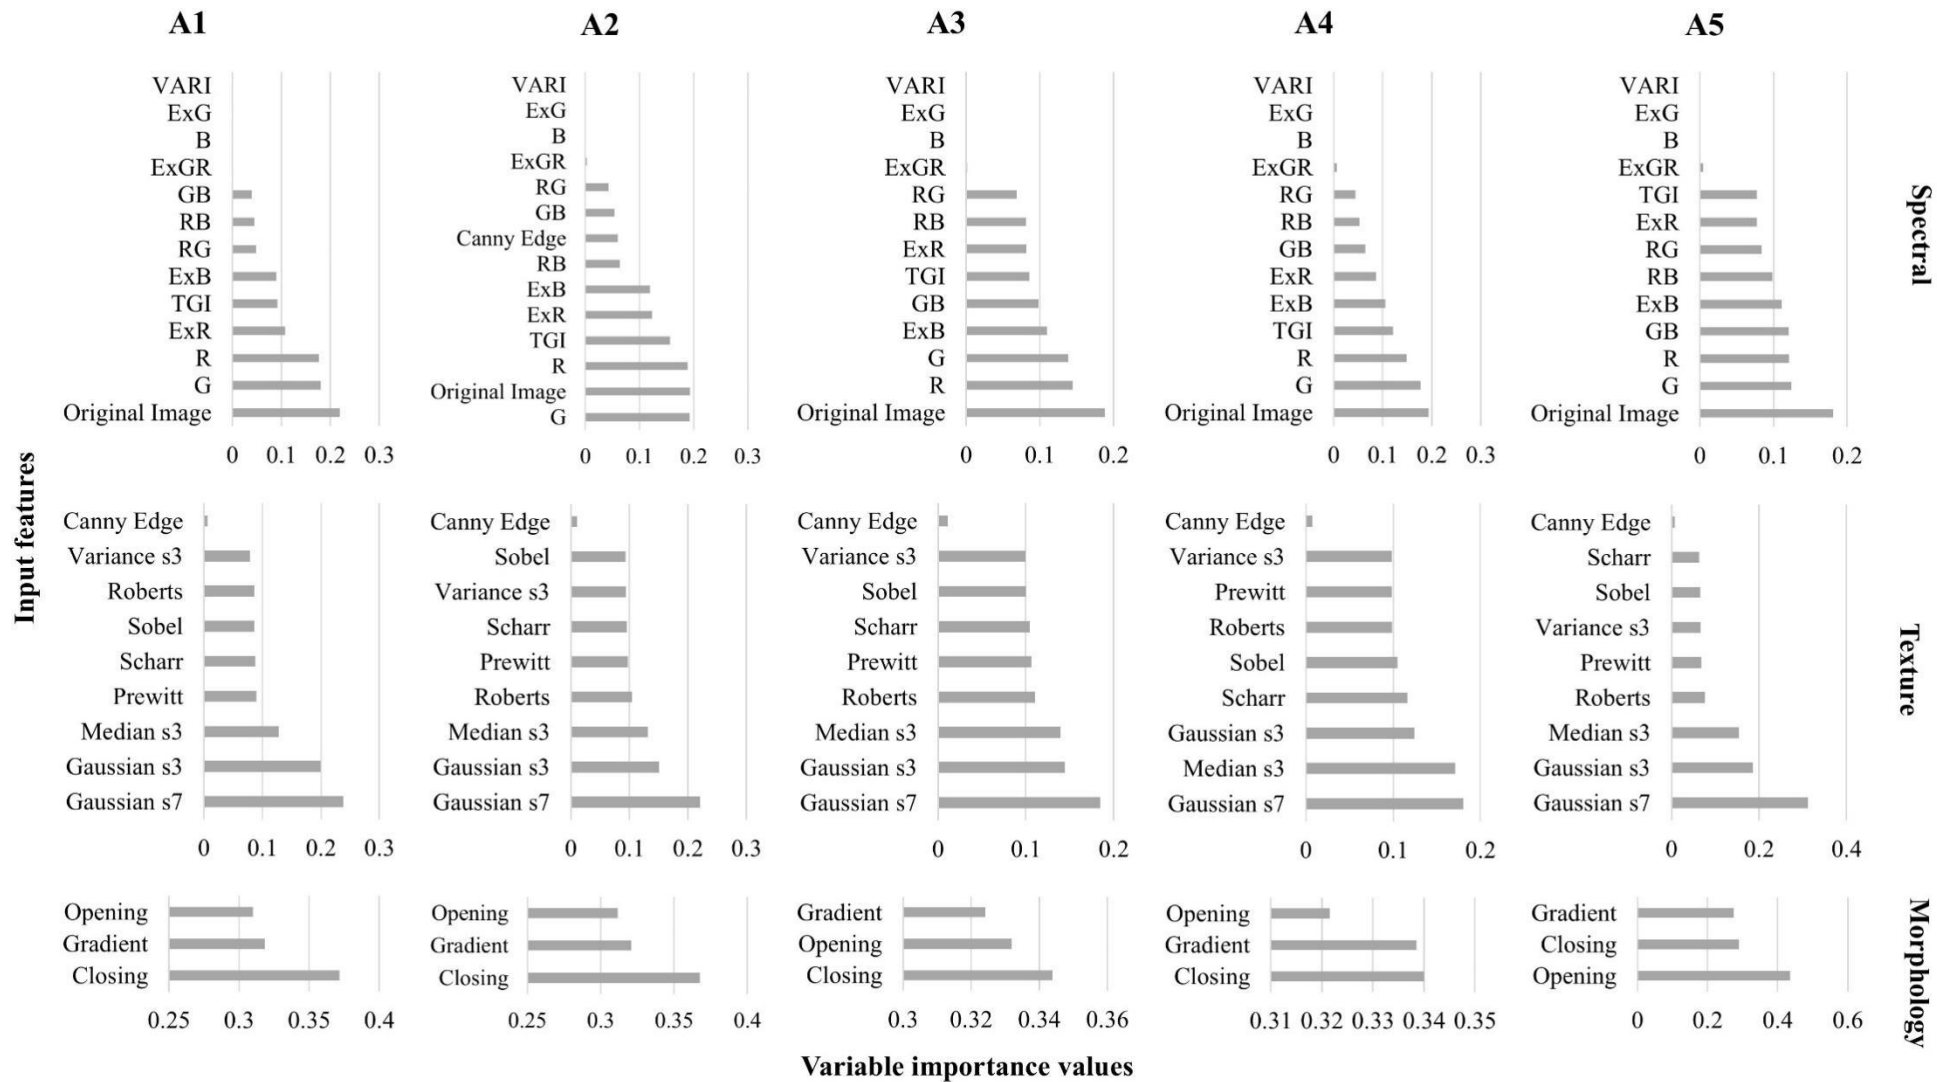 A1
A2
A3
A4
A5
VARI
ExG
B
ExGR
GB
RB
RG
ExB
TGI
ExR
R
G
Original Image
0 0.1 0.2 0.3
VARI
ExG
B
ExGR
RG
GB
Canny Edge
RB
ExB
ExR
TGI
R
Original Image
G
0 0.1 0.2 0.3
VARI
ExG
B
ExGR
RG
RB
ExR
TGI
GB
ExB
G
R
Original Image
0 0.1 0.2
VARI
ExG
B
ExGR
RG
RB
GB
ExR
ExB
TGI
R
G
Original Image
0 0.1 0.2 0.3
VARI
ExG
B
ExGR
TGI
ExR
RG
RB
ExB
GB
R
G
Original Image
0 0.1 0.2
Spectral
Input features
Canny Edge
Variance s3
Roberts
Sobel
Scharr
Prewitt
Median s3
Gaussian s3
Gaussian s7
0 0.1 0.2 0.3
Canny Edge
Sobel
Variance s3
Scharr
Prewitt
Roberts
Median s3
Gaussian s3
Gaussian s7
0 0.1 0.2 0.3
Canny Edge
Variance s3
Sobel
Scharr
Prewitt
Roberts
Median s3
Gaussian s3
Gaussian s7
0 0.1 0.2
Canny Edge
Variance s3
Prewitt
Roberts
Sobel
Scharr
Gaussian s3
Median s3
Gaussian s7
0 0.1 0.2
Canny Edge
Scharr
Sobel
Variance s3
Prewitt
Roberts
Median s3
Gaussian s3
Gaussian s7
0 0.2 0.4
Texture
Opening
Gradient
Closing
0.25 0.3 0.35 0.4
Opening
Gradient
Closing
0.25 0.3 0.35 0.4
Gradient
Opening
Closing
0.3 0.32 0.34 0.36
Opening
Gradient
Closing
0.31 0.32 0.33 0.34 0.35
Gradient
Closing
Opening
0 0.2 0.4 0.6
Morphology
Variable importance values